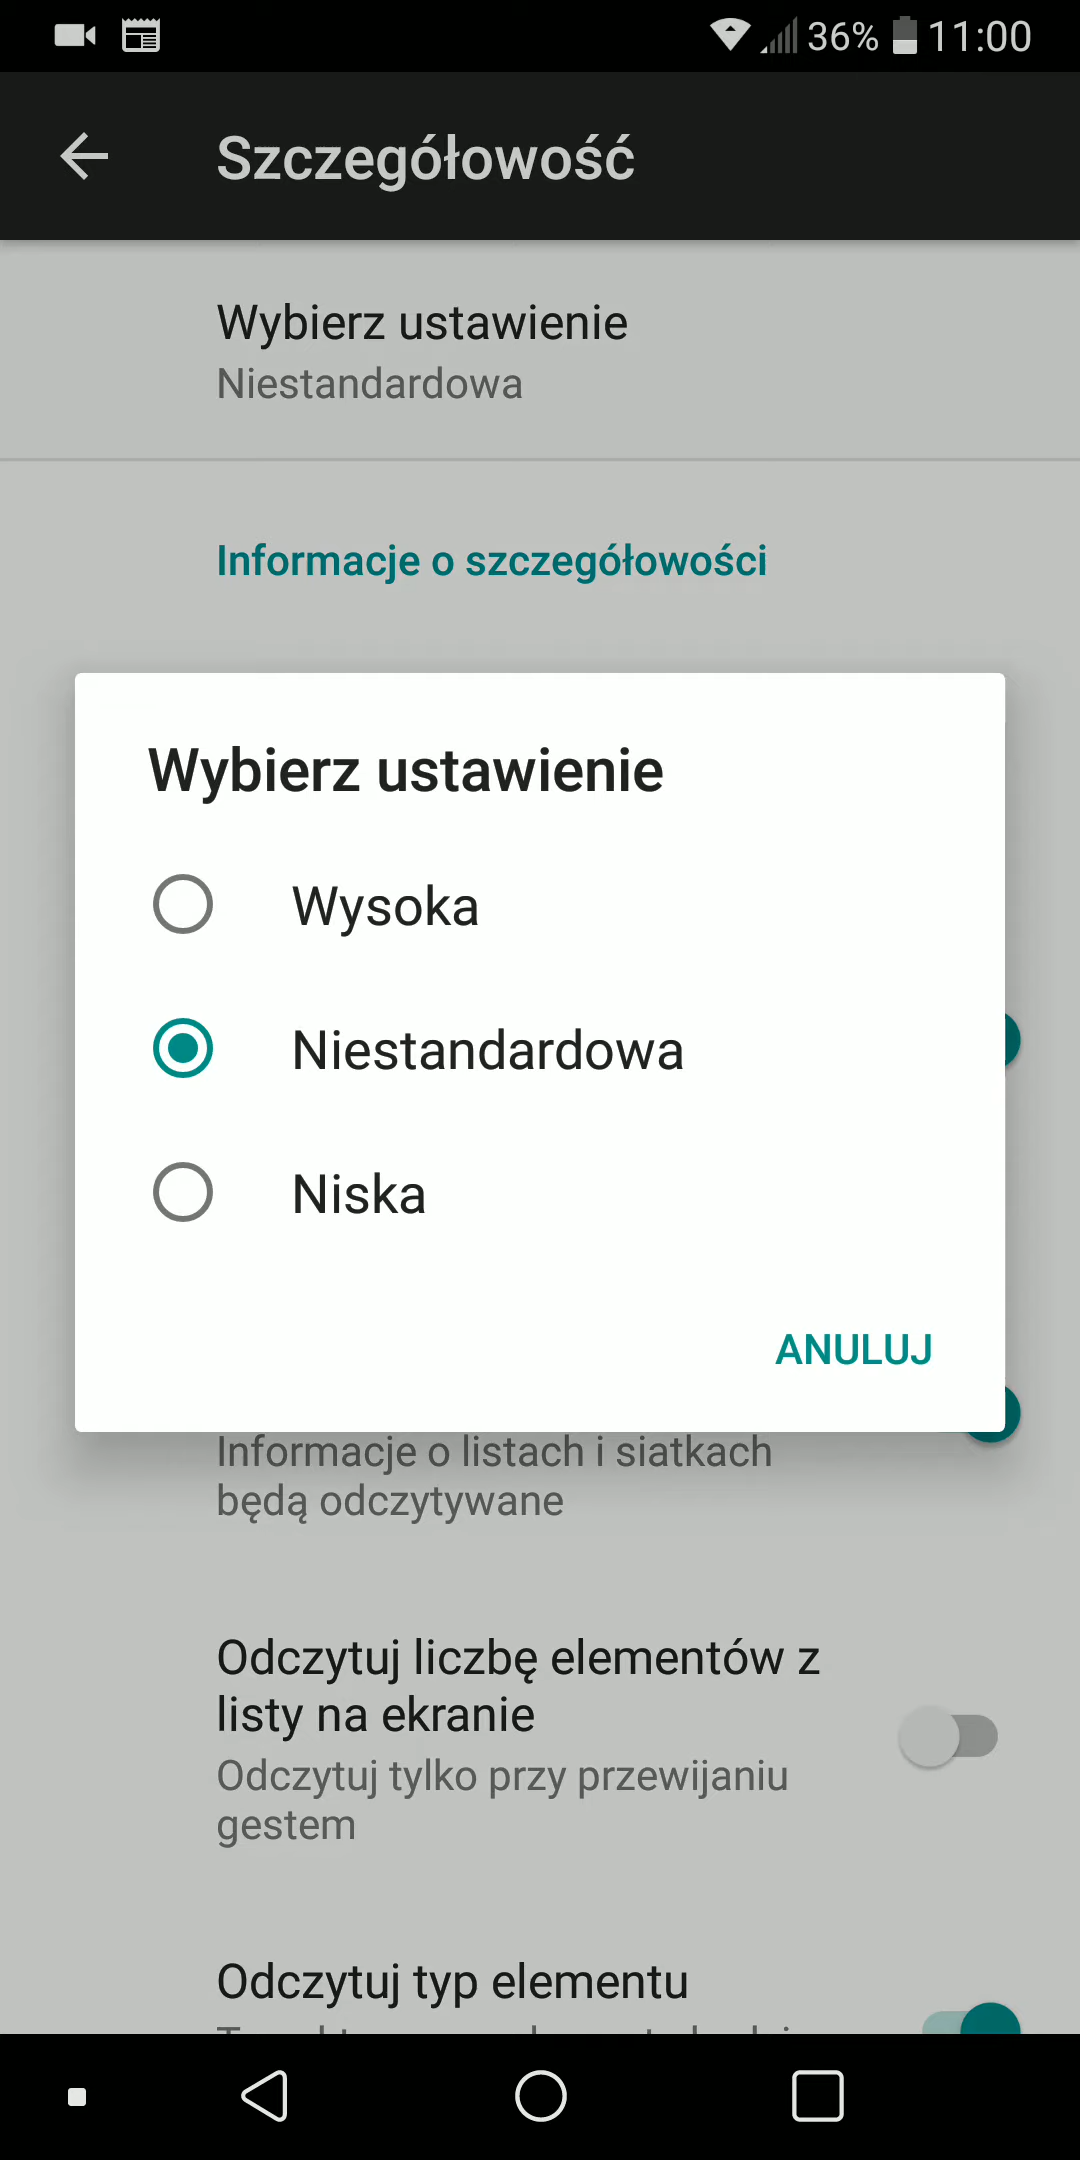 36% 11:00
Szczegółowość
Wybierz ustawienie
Niestandardowa
Informacje o szczegółowości
Wybierz ustawienie
Wysoka
Niestandardowa
Niska
ANULUJ
Informacje o listach i siatkach
będą odczytywane
Odczytuj liczbę elementów z
listy na ekranie
Odczytuj tylko przy przewijaniu
gestem
Odczytuj typ elementu